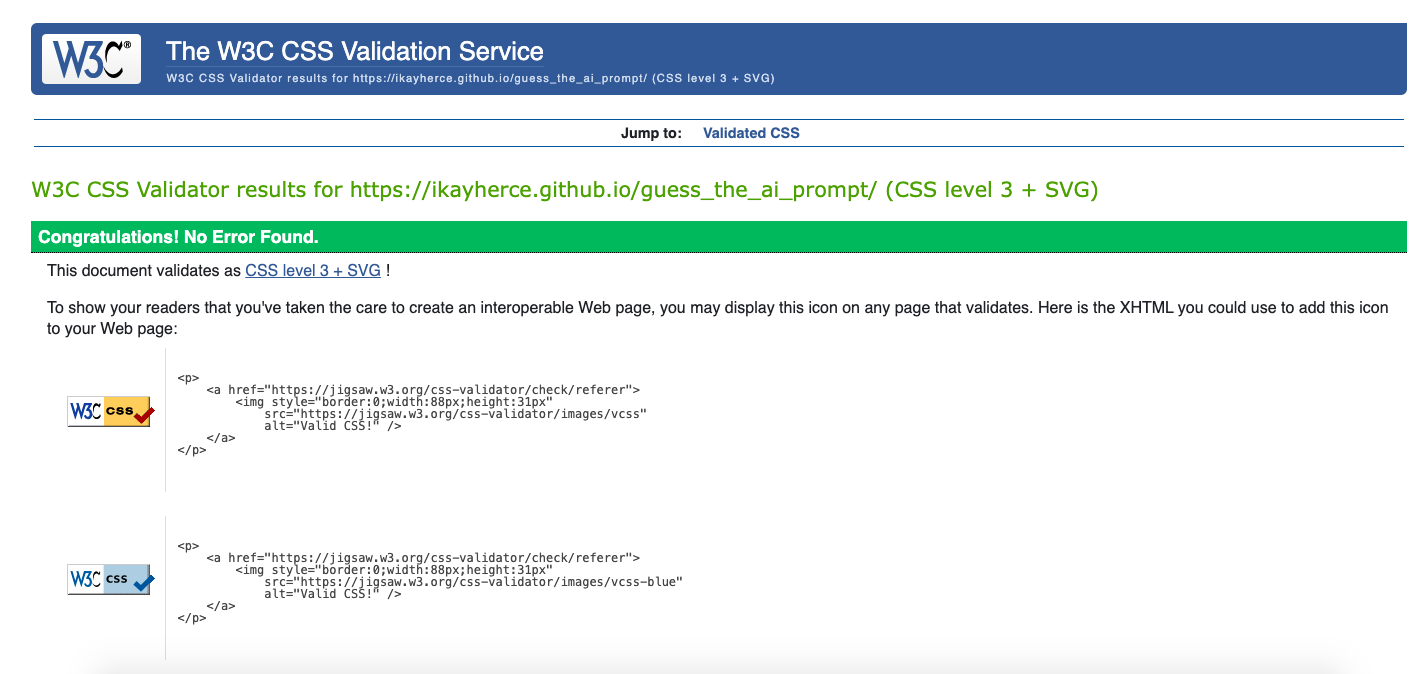 W3C®
The W3C CSS Validation Service
W3C CSS Validator results for https://ikayherce.github.io/guess_the_ai_prompt/ (CSS level 3 + SVG)
Jump to: Validated CSS
W3C CSS Validator results for https://ikayherce.github.io/guess_the_ai_prompt/ (CSS level 3 + SVG)
Congratulations! No Error Found.
This document validates as CSS level 3 + SVG !
To show your readers that you've taken the care to create an interoperable Web page, you may display this icon on any page that validates. Here is the XHTML you could use to add this icon
to your Web page:
W3C css
<p>
    <a href="https://jigsaw.w3.org/css-validator/check/referer">
        <img style="border:0;width:88px;height:31px"
            src="https://jigsaw.w3.org/css-validator/images/vcss"
            alt="Valid CSS!" />
    </a>
</p>
W3C css
<p>
    <a href="https://jigsaw.w3.org/css-validator/check/referer">
        <img style="border:0;width:88px;height:31px"
            src="https://jigsaw.w3.org/css-validator/images/vcss-blue"
            alt="Valid CSS!" />
    </a>
</p>